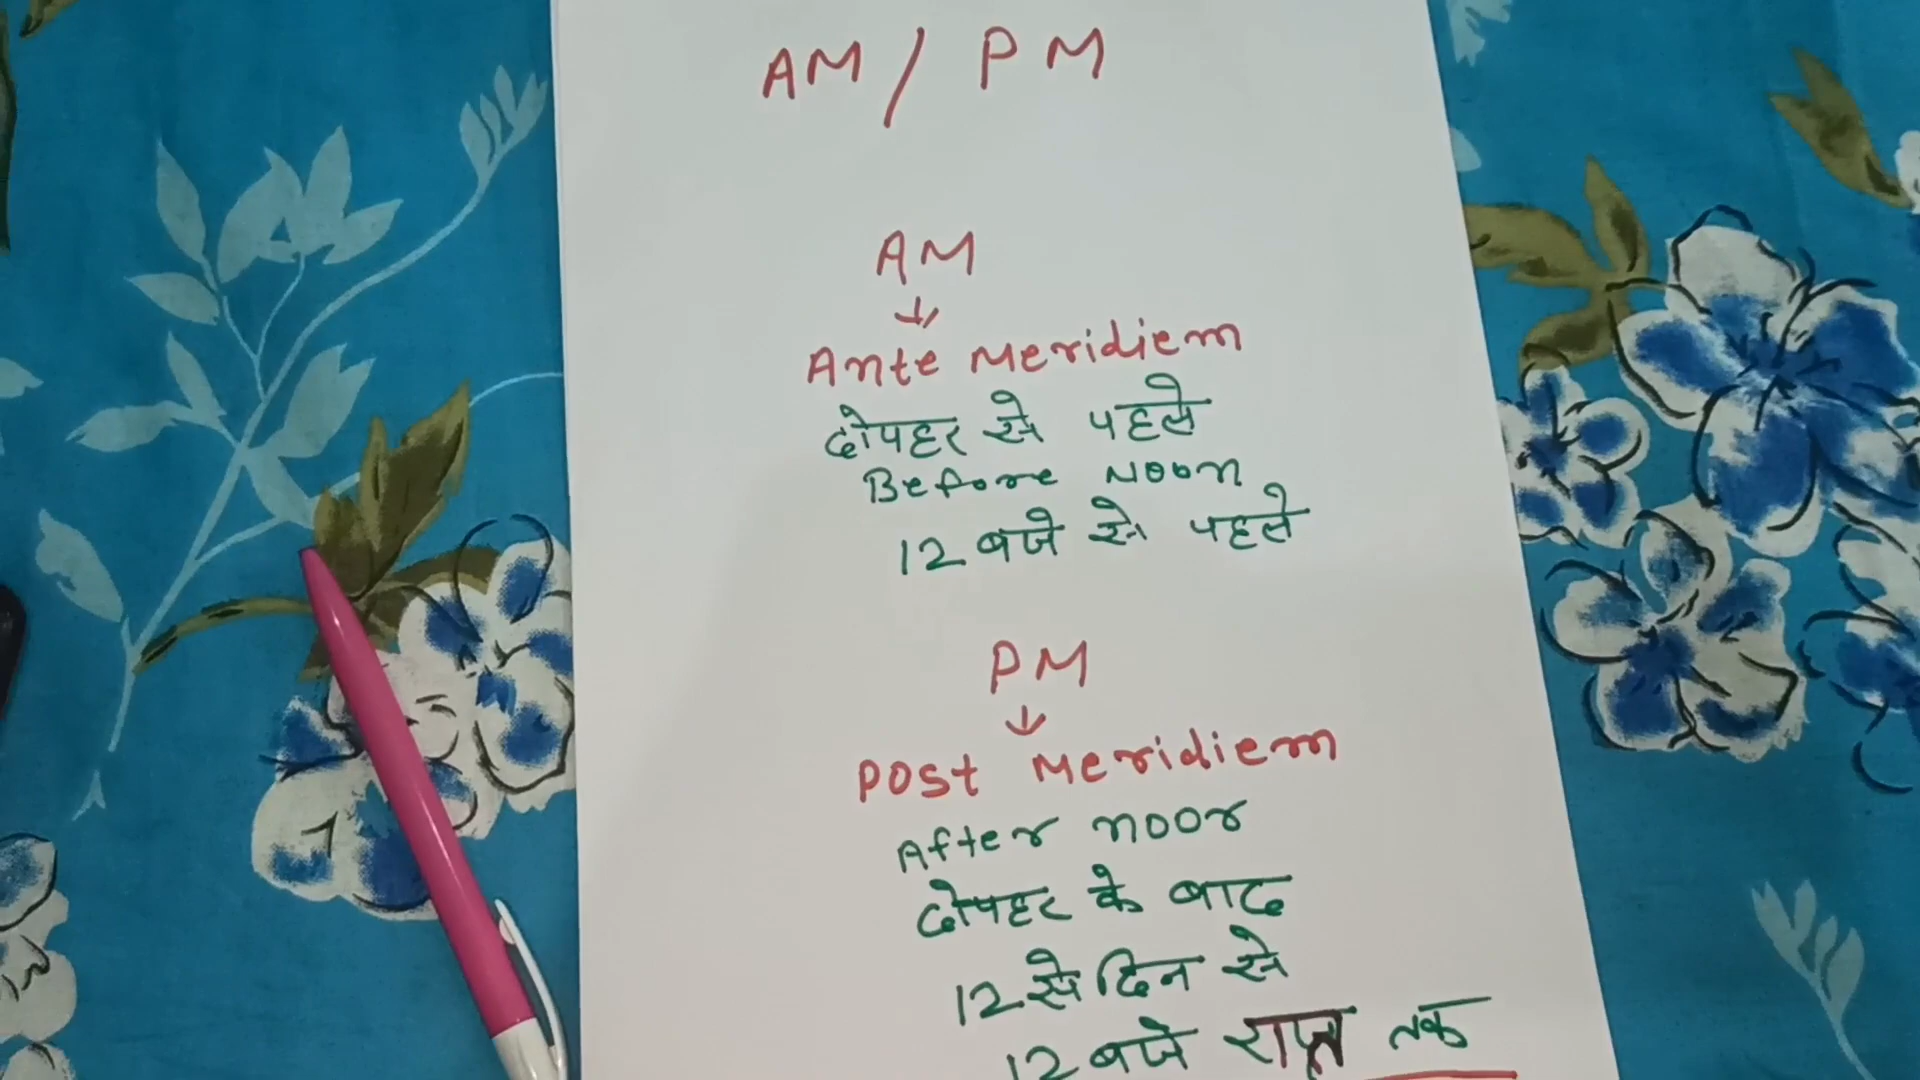 AM / PM
AM
Ante Meridiem
दोपहर से पहले
Before Noon
12 बजे से पहले
PM
Post Meridiem
After noor
दोपहर के बाद
12 से दिन से
12 बजे रात तक